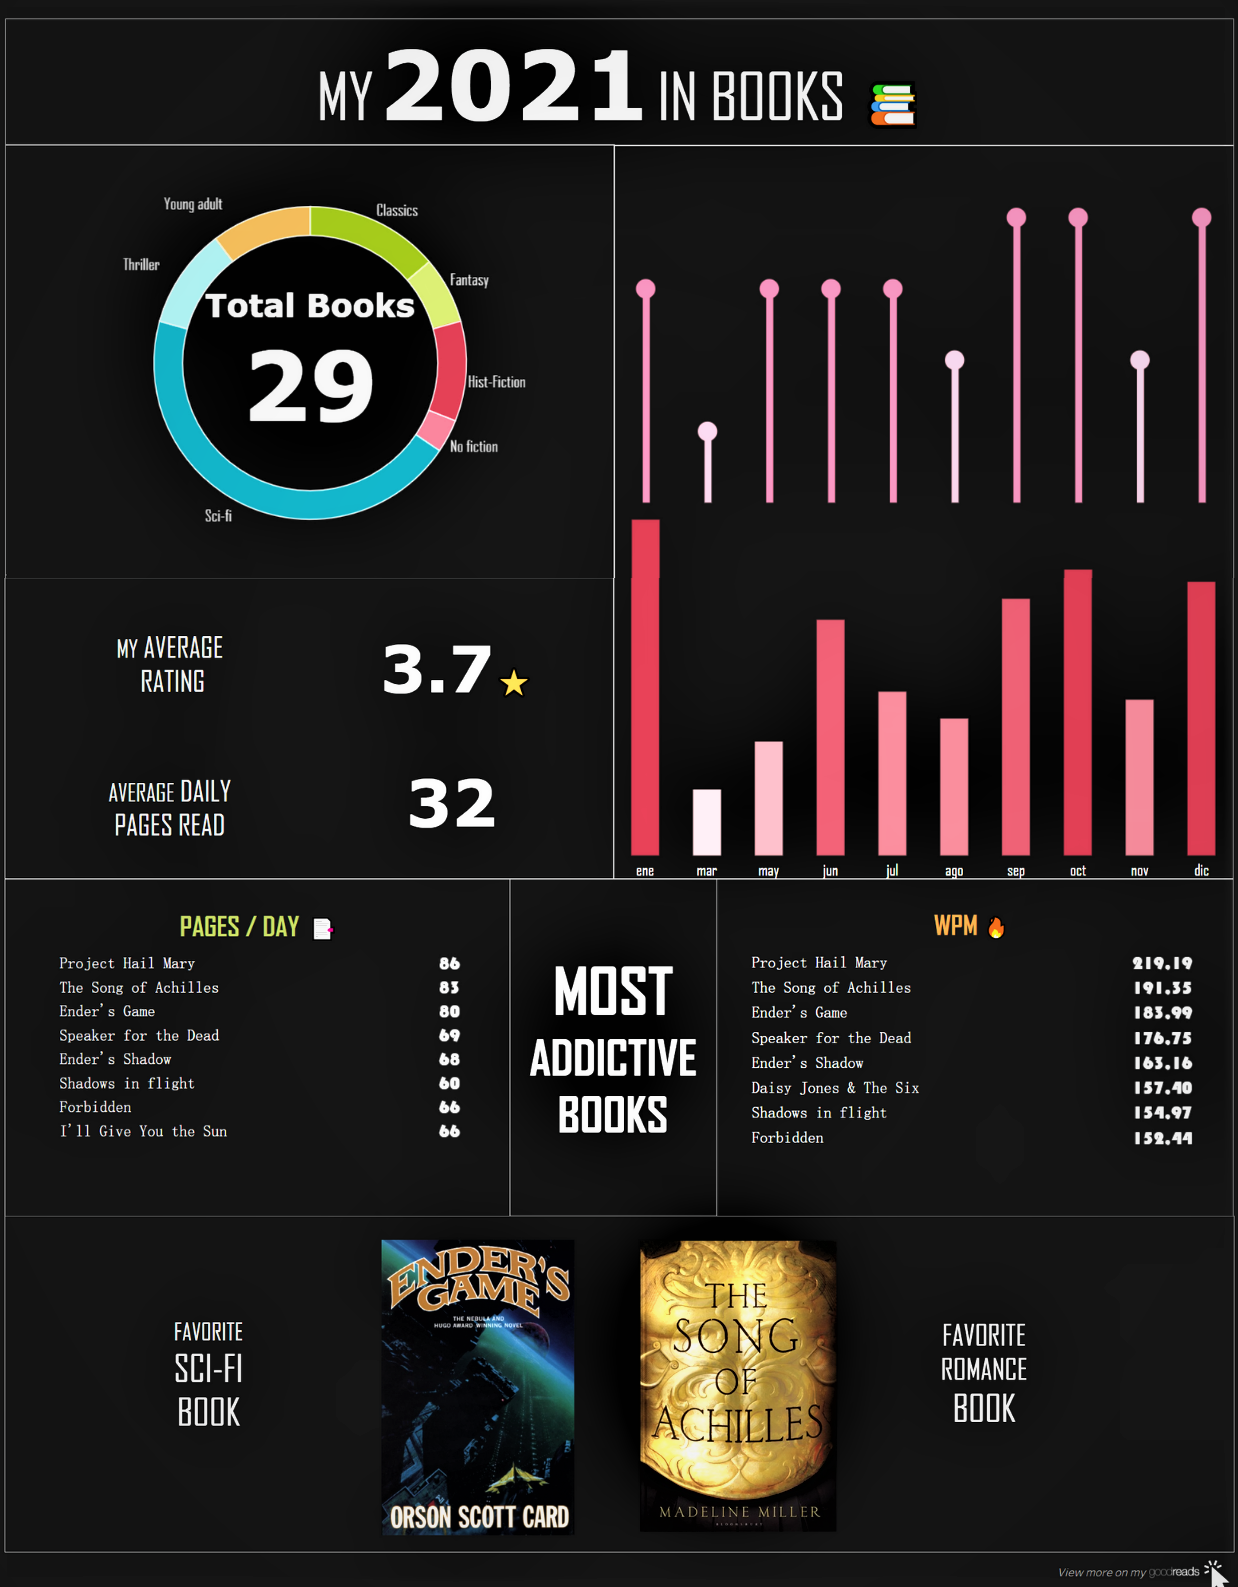 MY 2021 IN BOOKS
Young adult
Classics
Thriller
Fantasy
Total Books
29
Hist-Fiction
No fiction
Sci-fi
MY AVERAGE
RATING
3.7
AVERAGE DAILY
PAGES READ
32
ene mar may jun jul ago sep oct nov dic
PAGES / DAY
Project Hail Mary 86
The Song of Achilles 83
Ender's Game 80
Speaker for the Dead 69
Ender's Shadow 68
Shadows in flight 60
Forbidden 66
I'll Give You the Sun 66
MOST
ADDICTIVE
BOOKS
WPM
Project Hail Mary 219,19
The Song of Achilles 191,35
Ender's Game 183,99
Speaker for the Dead 176,75
Ender's Shadow 163,16
Daisy Jones & The Six 157,40
Shadows in flight 154,97
Forbidden 152,44
FAVORITE
SCI-FI
BOOK
ENDER'S
GAME
THE NEBULA AND
HUGO AWARD WINNING NOVEL
ORSON SCOTT CARD
THE
SONG
OF
ACHILLES
MADELINE MILLER
BLOOMSBURY
FAVORITE
ROMANCE
BOOK
View more on my goodreads